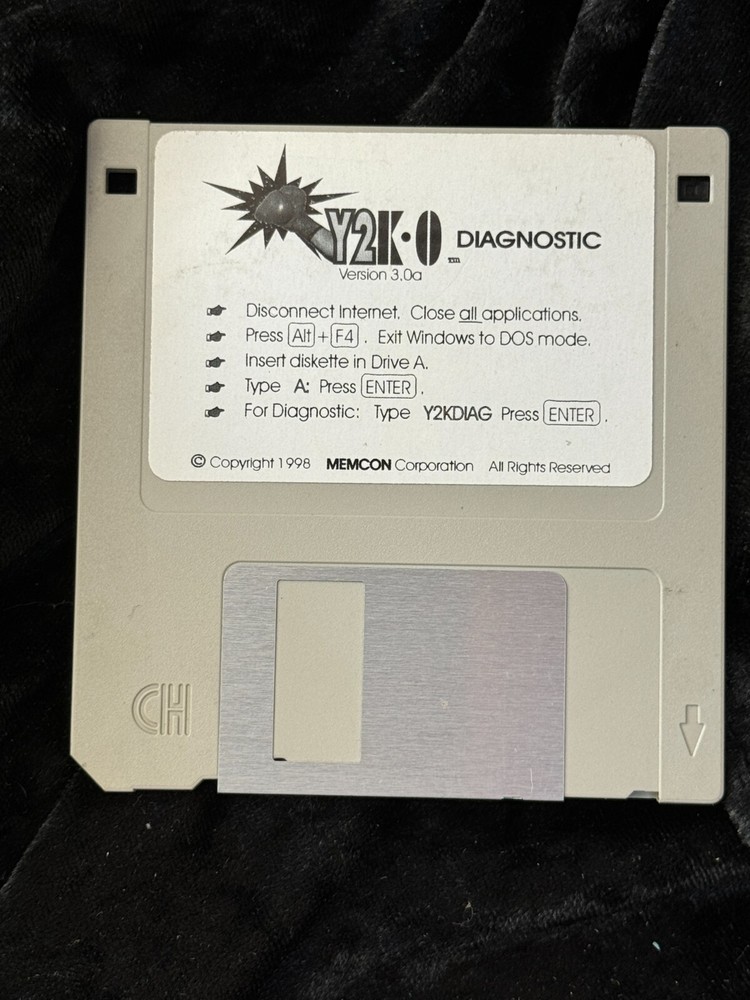 Y2K·O DIAGNOSTIC
TM
Version 3.0a
Disconnect Internet. Close all applications.
Press Alt + F4 . Exit Windows to DOS mode.
Insert diskette in Drive A.
Type A: Press ENTER .
For Diagnostic: Type Y2KDIAG Press ENTER .
© Copyright 1998 MEMCON Corporation All Rights Reserved
CH